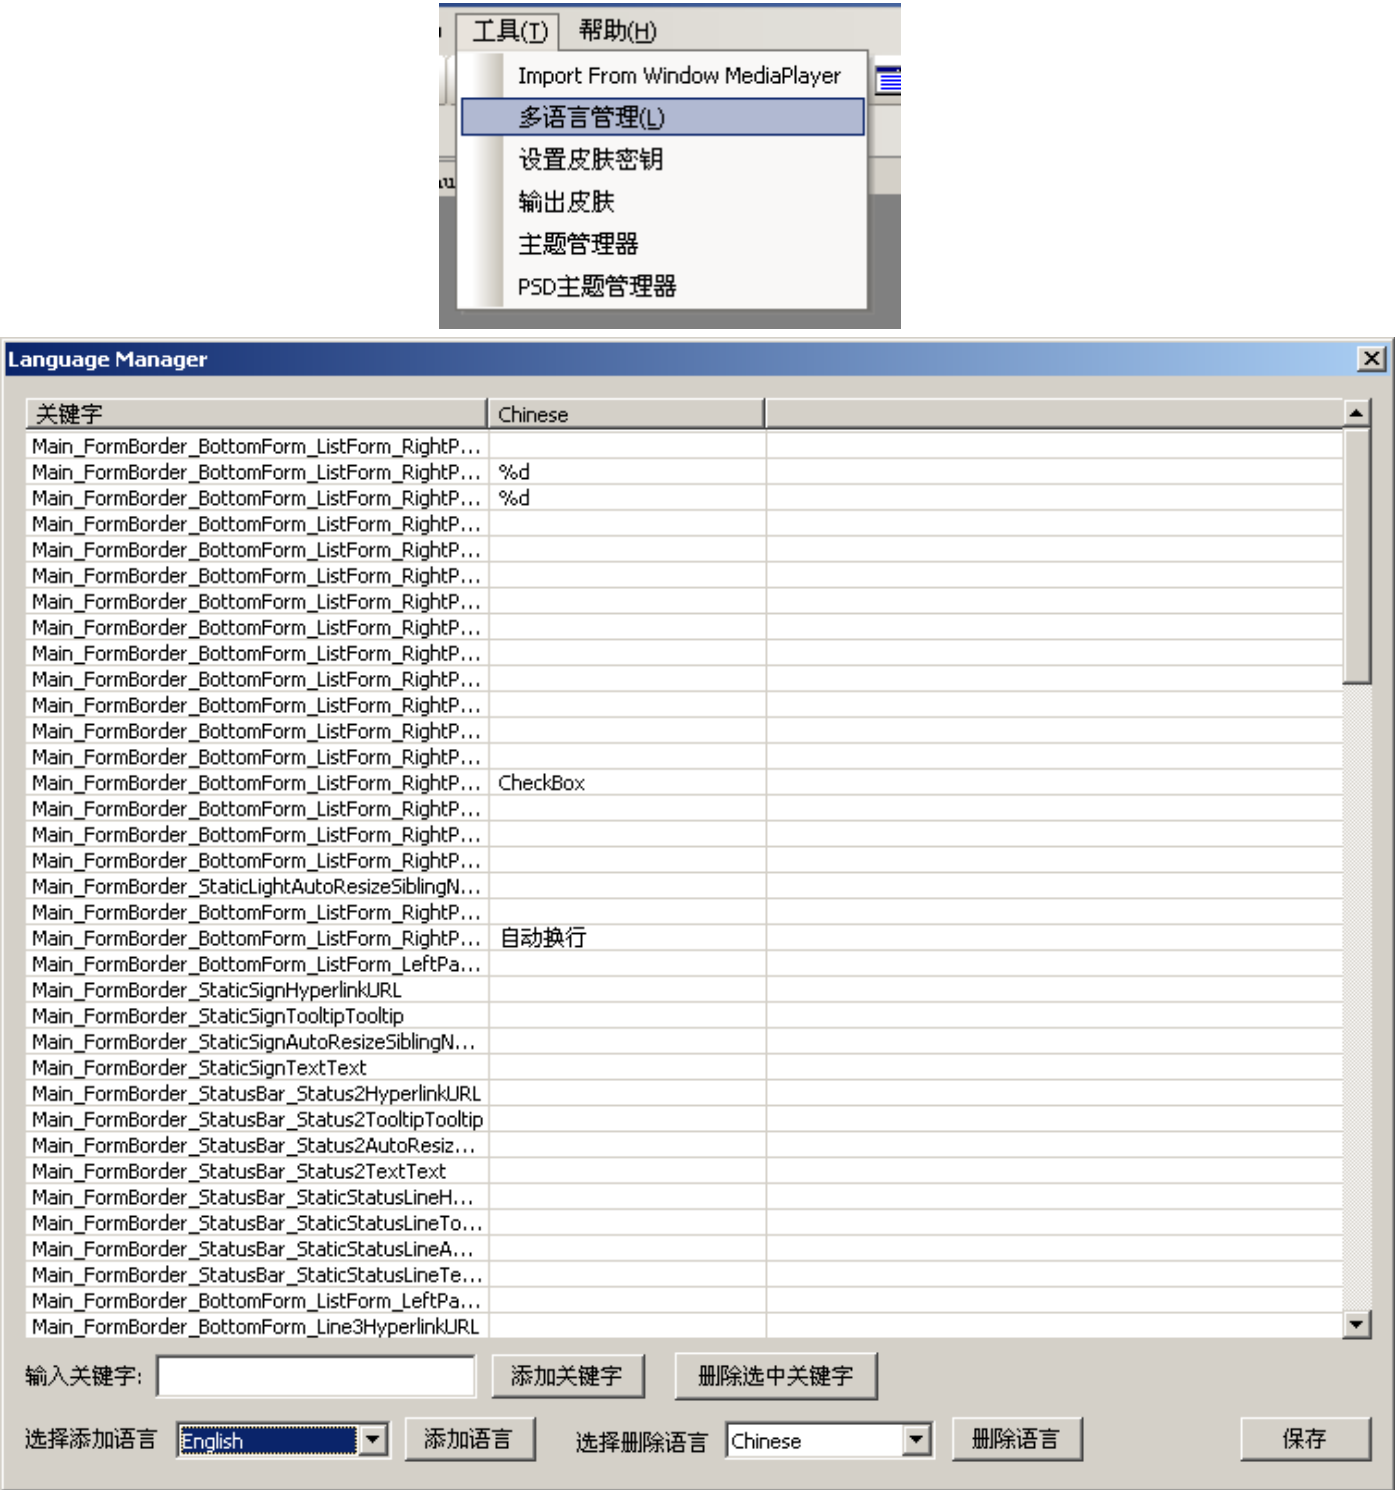 工具(T) 帮助(H)
Import From Window MediaPlayer
多语言管理(L)
设置皮肤密钥
输出皮肤
主题管理器
PSD主题管理器
Language Manager
关键字 Chinese
Main_FormBorder_BottomForm_ListForm_RightP...
Main_FormBorder_BottomForm_ListForm_RightP... %d
Main_FormBorder_BottomForm_ListForm_RightP... %d
Main_FormBorder_BottomForm_ListForm_RightP...
Main_FormBorder_BottomForm_ListForm_RightP...
Main_FormBorder_BottomForm_ListForm_RightP...
Main_FormBorder_BottomForm_ListForm_RightP...
Main_FormBorder_BottomForm_ListForm_RightP...
Main_FormBorder_BottomForm_ListForm_RightP...
Main_FormBorder_BottomForm_ListForm_RightP...
Main_FormBorder_BottomForm_ListForm_RightP...
Main_FormBorder_BottomForm_ListForm_RightP...
Main_FormBorder_BottomForm_ListForm_RightP...
Main_FormBorder_BottomForm_ListForm_RightP... CheckBox
Main_FormBorder_BottomForm_ListForm_RightP...
Main_FormBorder_BottomForm_ListForm_RightP...
Main_FormBorder_BottomForm_ListForm_RightP...
Main_FormBorder_StaticLightAutoResizeSiblingN...
Main_FormBorder_BottomForm_ListForm_RightP...
Main_FormBorder_BottomForm_ListForm_RightP... 自动换行
Main_FormBorder_BottomForm_ListForm_LeftPa...
Main_FormBorder_StaticSignHyperlinkURL
Main_FormBorder_StaticSignTooltipTooltip
Main_FormBorder_StaticSignAutoResizeSiblingN...
Main_FormBorder_StaticSignTextText
Main_FormBorder_StatusBar_Status2HyperlinkURL
Main_FormBorder_StatusBar_Status2TooltipTooltip
Main_FormBorder_StatusBar_Status2AutoResiz...
Main_FormBorder_StatusBar_Status2TextText
Main_FormBorder_StatusBar_StaticStatusLineH...
Main_FormBorder_StatusBar_StaticStatusLineTo...
Main_FormBorder_StatusBar_StaticStatusLineA...
Main_FormBorder_StatusBar_StaticStatusLineTe...
Main_FormBorder_BottomForm_ListForm_LeftPa...
Main_FormBorder_BottomForm_Line3HyperlinkURL
输入关键字: 添加关键字 删除选中关键字
选择添加语言 English 添加语言 选择删除语言 Chinese 删除语言 保存